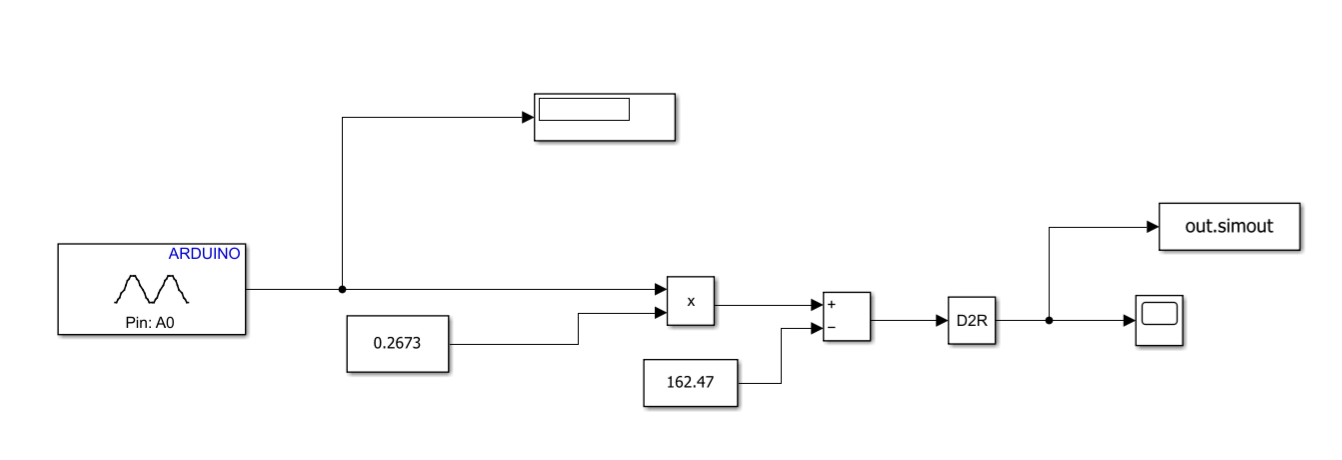 out.simout
ARDUINO
Pin: A0
x
0.2673
+
−
D2R
162.47